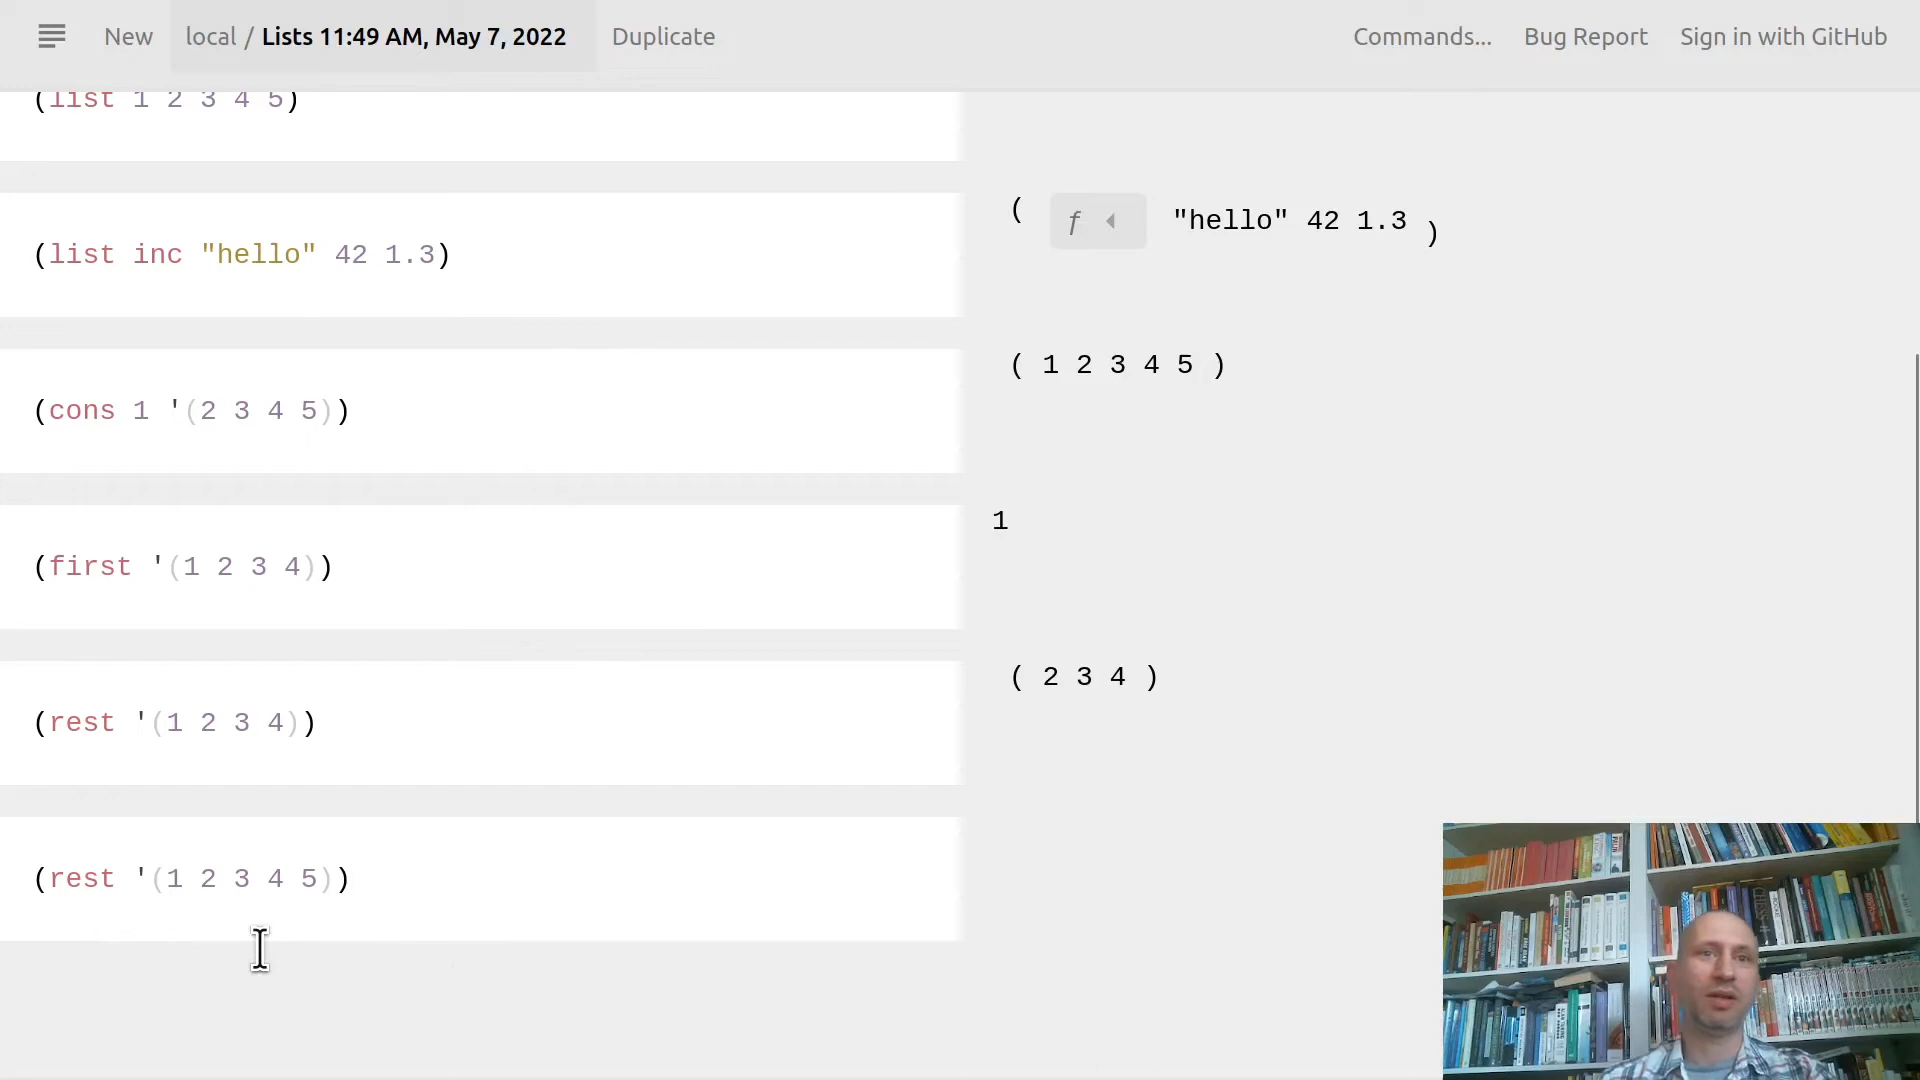 New local / Lists 11:49 AM, May 7, 2022 Duplicate Commands... Bug Report Sign in with GitHub
(list 1 2 3 4 5)
( f "hello" 42 1.3 )
(list inc "hello" 42 1.3)
( 1 2 3 4 5 )
(cons 1 '(2 3 4 5))
1
(first '(1 2 3 4))
( 2 3 4 )
(rest '(1 2 3 4))
(rest '(1 2 3 4 5))